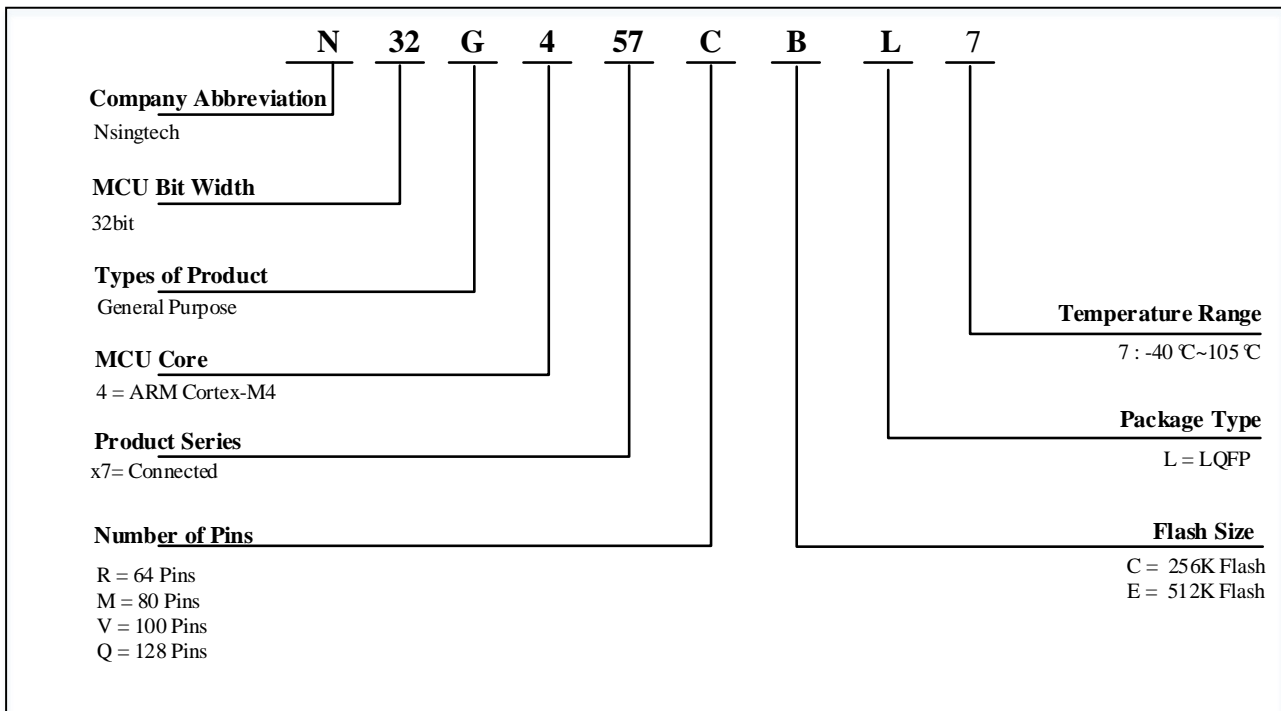 N 32 G 4 57 C B L 7
Company Abbreviation
Nsingtech
MCU Bit Width
32bit
Types of Product
General Purpose
MCU Core
4 = ARM Cortex-M4
Product Series
x7= Connected
Number of Pins
R = 64 Pins
M = 80 Pins
V = 100 Pins
Q = 128 Pins
Temperature Range
7 : -40 ℃~105 ℃
Package Type
L = LQFP
Flash Size
C = 256K Flash
E = 512K Flash